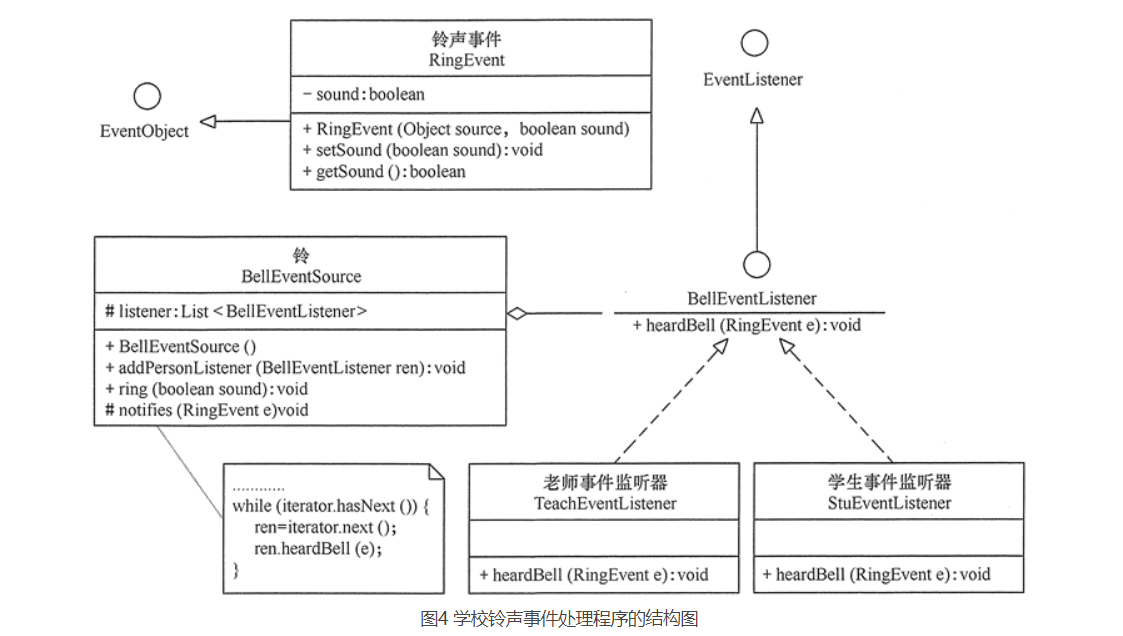 铃声事件
RingEvent
- sound:boolean
+ RingEvent (Object source, boolean sound)
+ setSound (boolean sound):void
+ getSound ():boolean
EventObject
EventListener
铃
BellEventSource
# listener:List <BellEventListener>
+ BellEventSource ()
+ addPersonListener (BellEventListener ren):void
+ ring (boolean sound):void
# notifies (RingEvent e)void
BellEventListener
+ heardBell (RingEvent e):void
............
while (iterator.hasNext ()) {
ren=iterator.next ();
ren.heardBell (e);
}
老师事件监听器
TeachEventListener
+ heardBell (RingEvent e):void
学生事件监听器
StuEventListener
+ heardBell (RingEvent e):void
图4 学校铃声事件处理程序的结构图